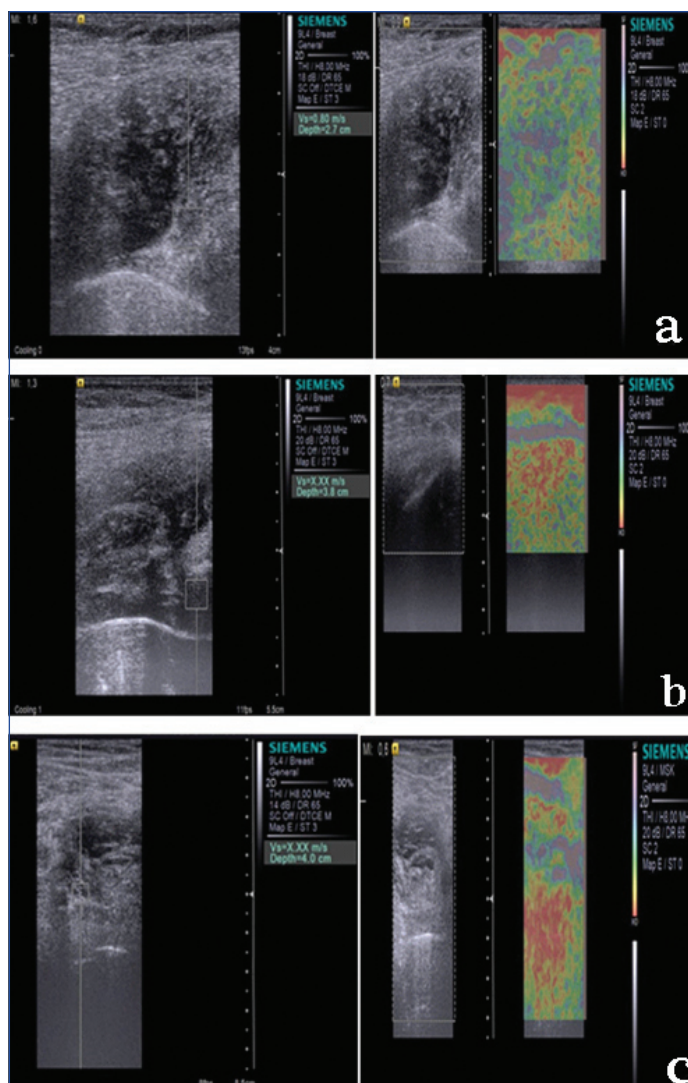 MI: 1,6
SIEMENS
9L4 / Breast
General
2D 100%
THI / H8.00 MHz
18 dB / DR 65
SC Off / DTCE M
Map E / ST 3
Vs=0.80 m/s
Depth=2.7 cm
Cooling 0
13fps
4cm
SIEMENS
9L4 / Breast
General
2D 100%
THI / H8.00 MHz
18 dB / DR 65
SC 2
Map E / ST 0
a
MI: 1,3
SIEMENS
9L4 / Breast
General
2D 100%
THI / H8.00 MHz
20 dB / DR 65
SC Off / DTCE M
Map E / ST 3
Vs=X.XX m/s
Depth=3.8 cm
Cooling 1
11fps
5.5cm
SIEMENS
9L4 / Breast
General
2D 100
THI / H8.00 MHz
20 dB / DR 65
SC 2
Map E / ST 0
b
SIEMENS
9L4 / Breast
General
2D 100%
THI / H8.00 MHz
14 dB / DR 65
SC Off / DTCE M
Map E / ST 3
Vs=X.XX m/s
Depth=4.0 cm
MI: 0,6
SIEMENS
9L4 / MSK
General
2D 100%
THI / H8.00 MHz
20 dB / DR 65
SC 2
Map E / ST 0
c